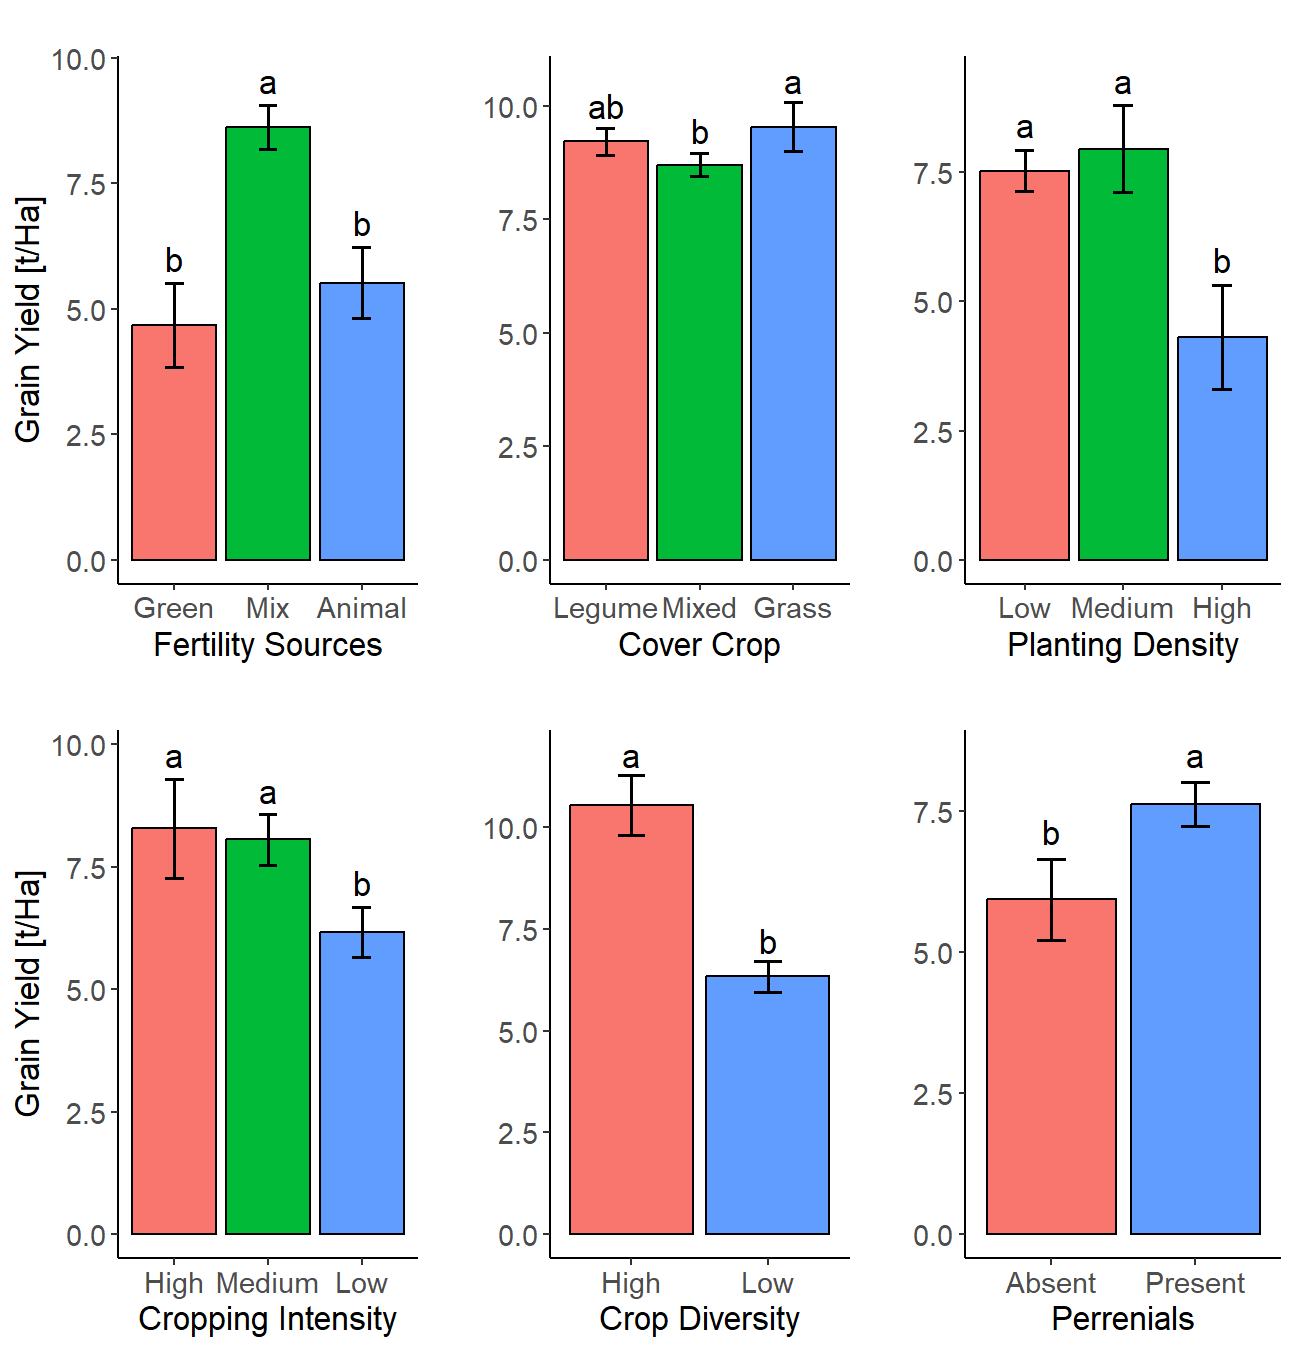 Grain Yield [t/Ha]
10.0
7.5
5.0
2.5
0.0
b
a
b
Green Mix Animal
Fertility Sources
10.0
7.5
5.0
2.5
0.0
ab
b
a
Legume Mixed Grass
Cover Crop
7.5
5.0
2.5
0.0
a
a
b
Low Medium High
Planting Density
Grain Yield [t/Ha]
10.0
7.5
5.0
2.5
0.0
a
a
b
High Medium Low
Cropping Intensity
10.0
7.5
5.0
2.5
0.0
a
b
High Low
Crop Diversity
7.5
5.0
2.5
0.0
b
a
Absent Present
Perrenials